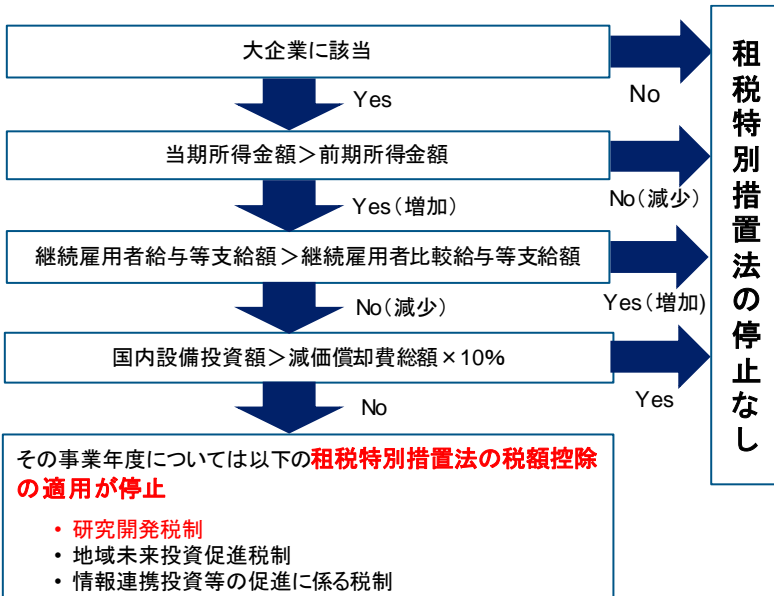 大企業に該当
No
Yes
当期所得金額＞前期所得金額
No（減少）
Yes（増加）
継続雇用者給与等支給額＞継続雇用者比較給与等支給額
Yes（増加）
No（減少）
国内設備投資額＞減価償却費総額×10%
Yes
No
その事業年度については以下の租税特別措置法の税額控除
の適用が停止
• 研究開発税制
• 地域未来投資促進税制
• 情報連携投資等の促進に係る税制
租税特別措置法の停止なし